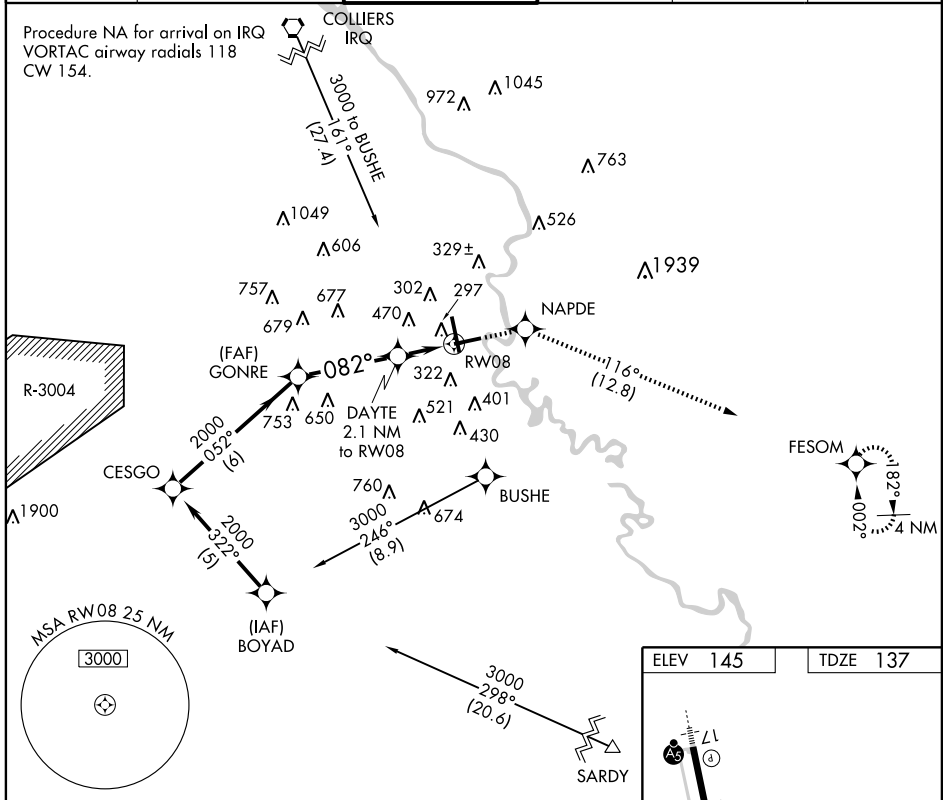 Procedure NA for arrival on IRQ
VORTAC airway radials 118
CW 154.
COLLIERS
IRQ
3000 to BUSHE
161°
(27.4)
972
1045
763
1049
606
526
329±
1939
757
677
302
297
679
470
NAPDE
(FAF)
GONRE
082°
RW08
R-3004
116°
(12.8)
322
753
650
DAYTE
2.1 NM
to RW08
521
401
430
2000
052°
(6)
CESGO
FESOM
182°
002°
4 NM
BUSHE
760
674
3000
246°
(8.9)
1900
2000
322°
(5)
(IAF)
BOYAD
MSA RW08 25 NM
3000
3000
298°
(20.6)
SARDY
ELEV 145
TDZE 137
17
A5
P